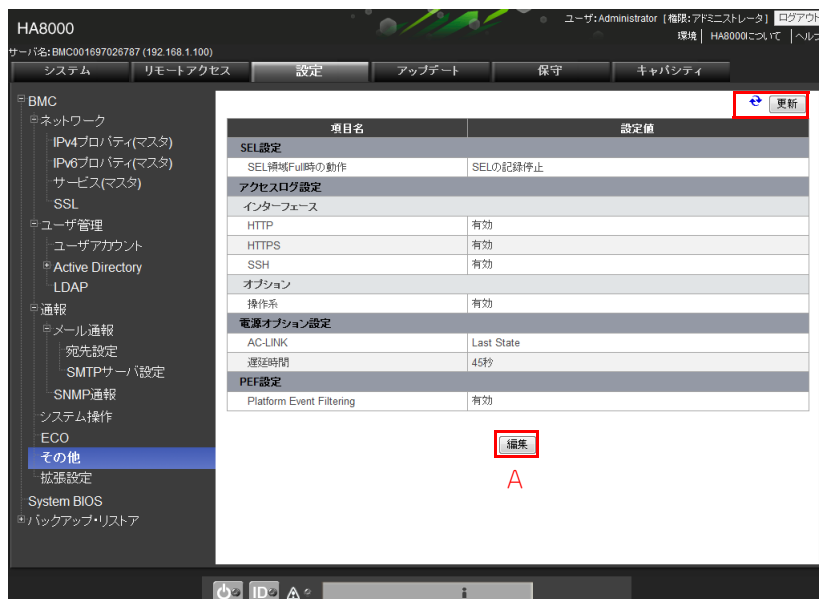 HA8000
ユーザ:Administrator [権限:アドミニストレータ] ログアウト
環境 | HA8000について | ヘルプ
サーバ名:BMC001697026787 (192.168.1.100)
システム リモートアクセス 設定 アップデート 保守 キャパシティ
BMC
ネットワーク
IPv4プロパティ(マスタ)
IPv6プロパティ(マスタ)
サービス(マスタ)
SSL
ユーザ管理
ユーザアカウント
Active Directory
LDAP
通報
メール通報
宛先設定
SMTPサーバ設定
SNMP通報
システム操作
ECO
その他
拡張設定
System BIOS
バックアップ・リストア
更新
項目名 設定値
SEL設定
SEL領域Full時の動作 SELの記録停止
アクセスログ設定
インターフェース
HTTP 有効
HTTPS 有効
SSH 有効
オプション
操作系 有効
電源オプション設定
AC-LINK Last State
遅延時間 45秒
PEF設定
Platform Event Filtering 有効
編集
A
ID